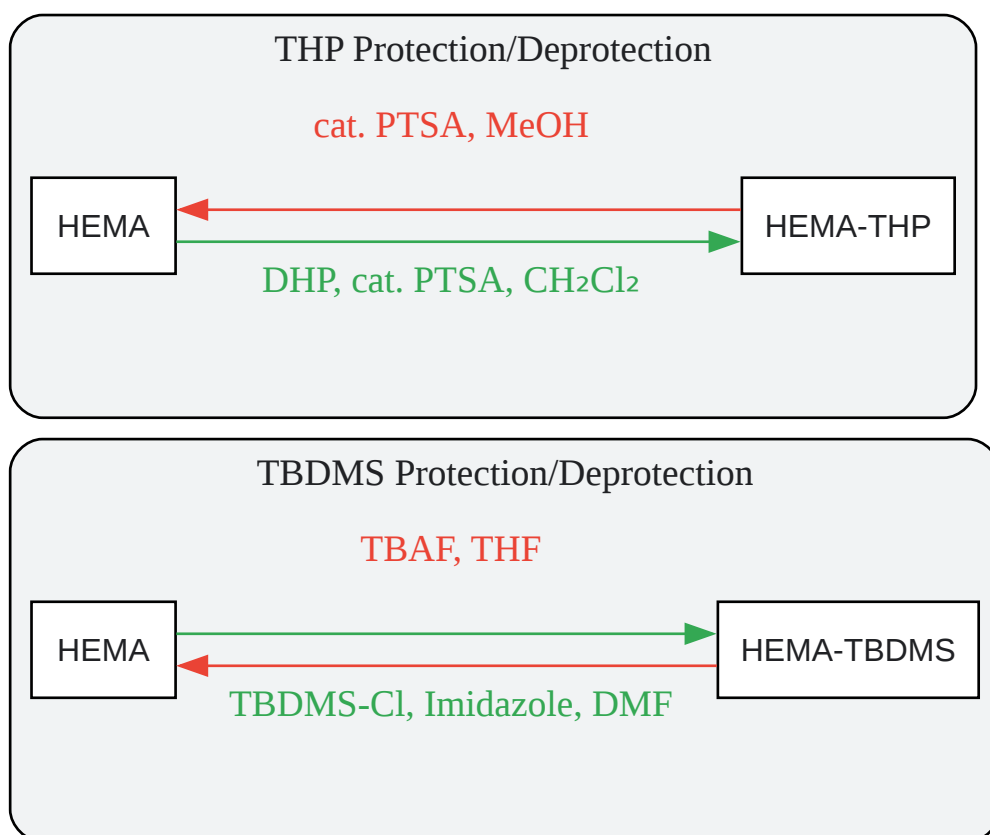 THP Protection/Deprotection
cat. PTSA, MeOH
HEMA
HEMA-THP
DHP, cat. PTSA, CH₂Cl₂
TBDMS Protection/Deprotection
TBAF, THF
HEMA
HEMA-TBDMS
TBDMS-Cl, Imidazole, DMF